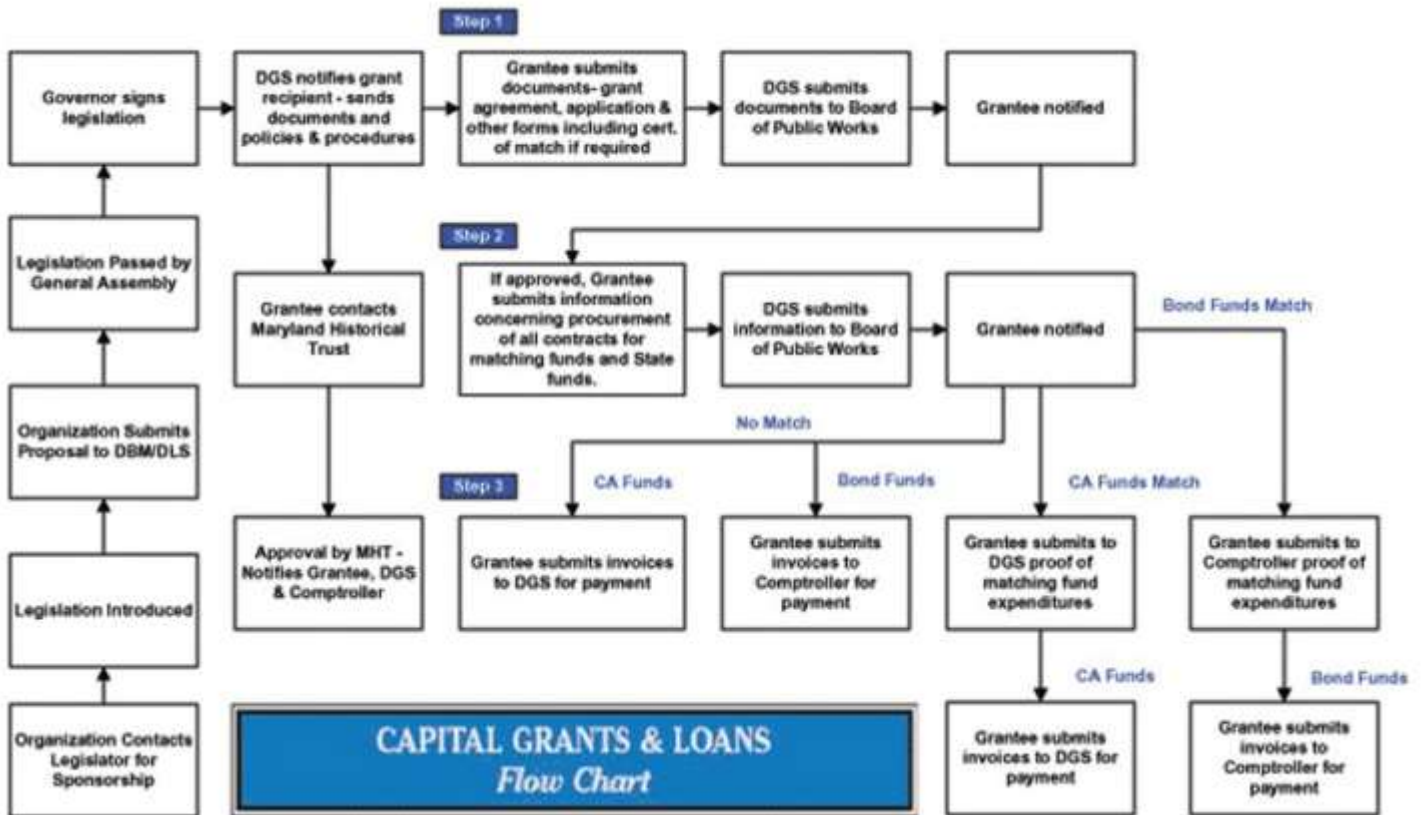 Step 1
Governor signs
legislation
DGS notifies grant
recipient - sends
documents and
policies & procedures
Grantee submits
documents- grant
agreement, application &
other forms including cert.
of match if required
DGS submits
documents to Board
of Public Works
Grantee notified
Legislation Passed by
General Assembly
Step 2
Grantee contacts
Maryland Historical
Trust
If approved, Grantee
submits information
concerning procurement
of all contracts for
matching funds and State
funds.
DGS submits
information to Board
of Public Works
Grantee notified
Bond Funds Match
Organization Submits
Proposal to DBM/DLS
No Match
Step 3
CA Funds
Bond Funds
CA Funds Match
Legislation Introduced
Approval by MHT -
Notifies Grantee, DGS
& Comptroller
Grantee submits invoices
to DGS for payment
Grantee submits
invoices to
Comptroller for
payment
Grantee submits to
DGS proof of
matching fund
expenditures
Grantee submits to
Comptroller proof of
matching fund
expenditures
CA Funds
Bond Funds
Organization Contacts
Legislator for
Sponsorship
CAPITAL GRANTS & LOANS
Flow Chart
Grantee submits
invoices to DGS for
payment
Grantee submits
invoices to
Comptroller for
payment